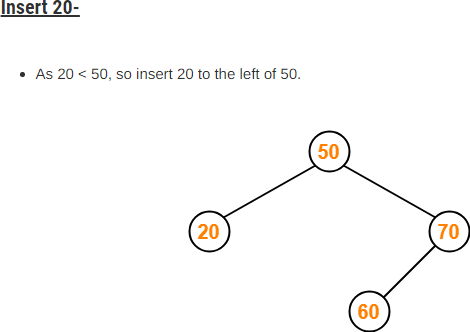 Insert 20-
• As 20 < 50, so insert 20 to the left of 50.
50
20
70
60